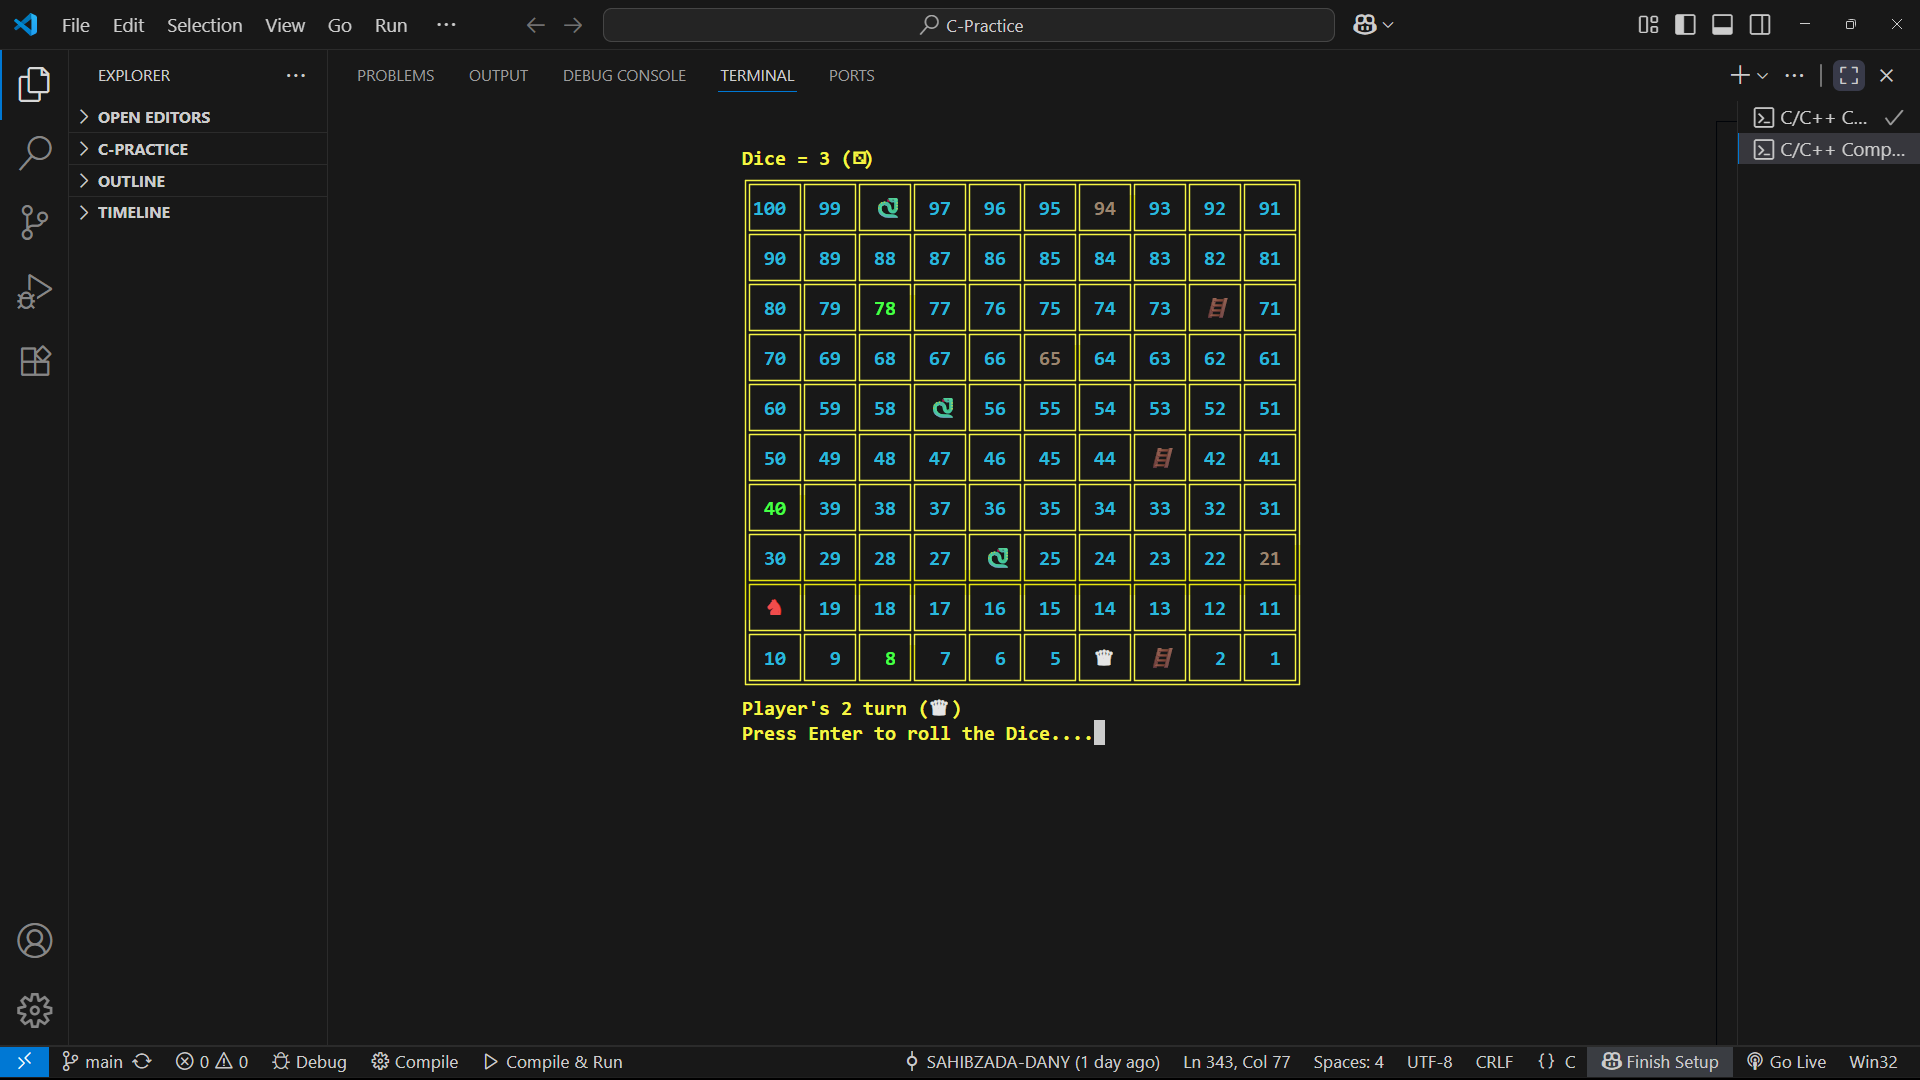 File Edit Selection View Go Run ··· C-Practice
EXPLORER ···
OPEN EDITORS
C-PRACTICE
OUTLINE
TIMELINE
PROBLEMS OUTPUT DEBUG CONSOLE TERMINAL PORTS
C/C++ C...
C/C++ Comp...
Dice = 3 (⚂)
100 99 97 96 95 94 93 92 91
90 89 88 87 86 85 84 83 82 81
80 79 78 77 76 75 74 73 71
70 69 68 67 66 65 64 63 62 61
60 59 58 56 55 54 53 52 51
50 49 48 47 46 45 44 42 41
40 39 38 37 36 35 34 33 32 31
30 29 28 27 25 24 23 22 21
19 18 17 16 15 14 13 12 11
10 9 8 7 6 5 2 1
Player's 2 turn (♛)
Press Enter to roll the Dice....
main 0 0 Debug Compile Compile & Run SAHIBZADA-DANY (1 day ago) Ln 343, Col 77 Spaces: 4 UTF-8 CRLF {} C Finish Setup Go Live Win32